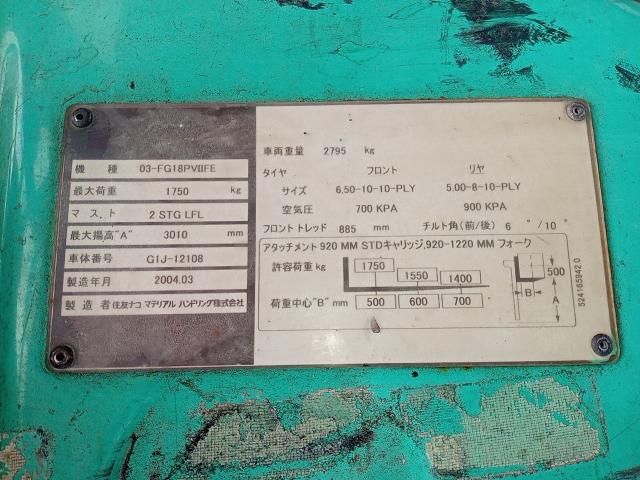 機 種 03-FG18PVIIFE
最大荷重 1750 kg
マ ス ト 2 STG LFL
最大揚高"A" 3010 mm
車体番号 G1J-12108
製造年月 2004.03
製 造 者 住友ナコ マテリアル ハンドリング株式会社
車両重量 2795 kg
タイヤ フロント リヤ
サイズ 6.50-10-10-PLY 5.00-8-10-PLY
空気圧 700 KPA 900 KPA
フロント トレッド 885 mm チルト角(前/後) 6 °/10°
アタッチメント 920 MM STDキャリッジ,920-1220 MM フォーク
許容荷重 kg 1750 1550 1400
荷重中心"B" mm 500 600 700
500
B
A
524165942 0